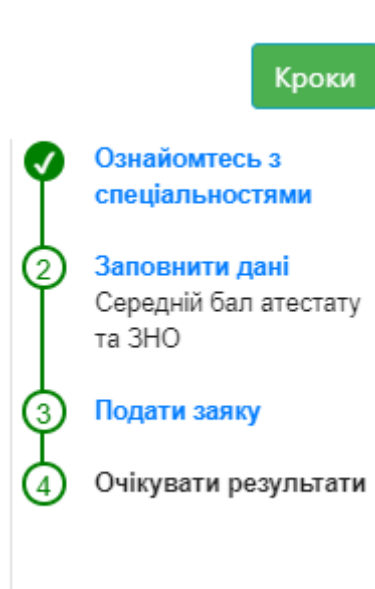 Кроки
Ознайомтесь з
спеціальностями
2
Заповнити дані
Середній бал атестату
та ЗНО
3
Подати заяку
4
Очікувати результати